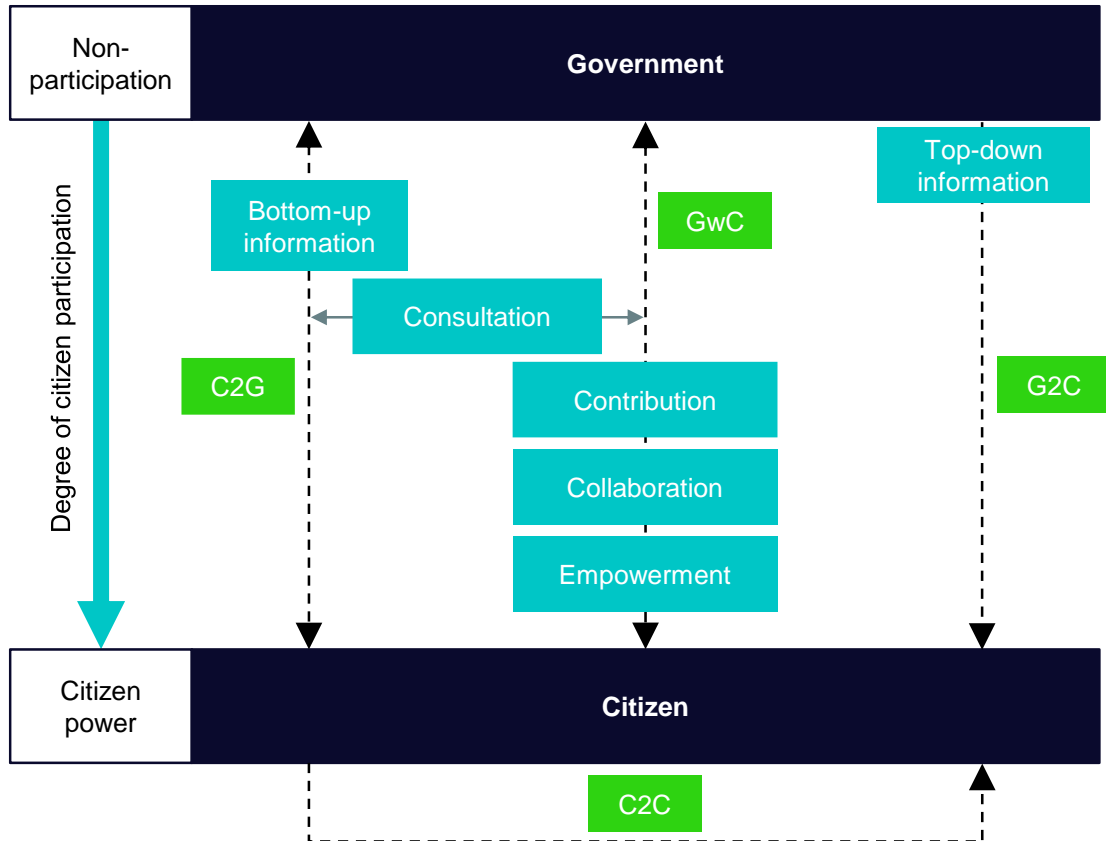 Non-
participation
Government
Top-down
information
Bottom-up
information
GwC
Consultation
C2G
Contribution
G2C
Collaboration
Empowerment
Degree of citizen participation
Citizen
power
Citizen
C2C